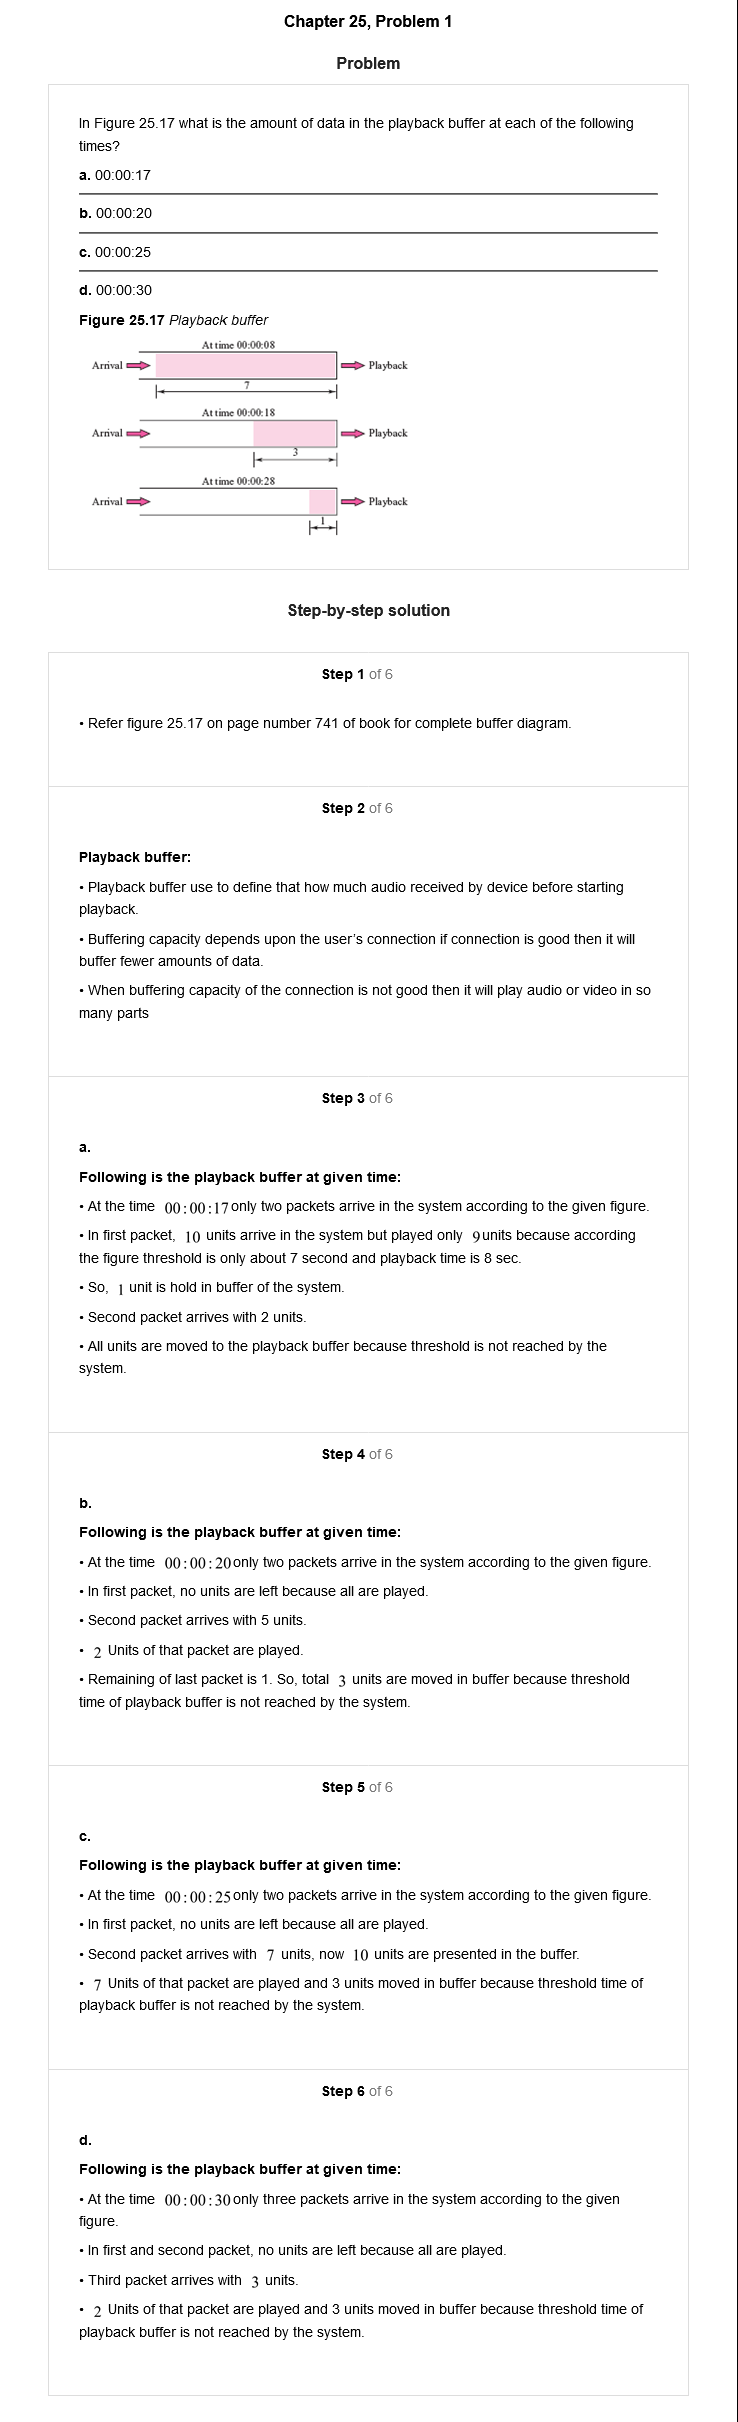 Chapter 25, Problem 1
Problem
In Figure 25.17 what is the amount of data in the playback buffer at each of the following
times?
a. 00:00:17
b. 00:00:20
c. 00:00:25
d. 00:00:30
Figure 25.17 Playback buffer
At time 00:00:08
Arrival
Playback
7
At time 00:00:18
Arrival
Playback
3
At time 00:00:28
Arrival
Playback
1
Step-by-step solution
Step 1 of 6
• Refer figure 25.17 on page number 741 of book for complete buffer diagram.
Step 2 of 6
Playback buffer:
• Playback buffer use to define that how much audio received by device before starting
playback.
• Buffering capacity depends upon the user's connection if connection is good then it will
buffer fewer amounts of data.
• When buffering capacity of the connection is not good then it will play audio or video in so
many parts
Step 3 of 6
a.
Following is the playback buffer at given time:
• At the time 00:00:17 only two packets arrive in the system according to the given figure.
• In first packet, 10 units arrive in the system but played only 9 units because according
the figure threshold is only about 7 second and playback time is 8 sec.
• So, 1 unit is hold in buffer of the system.
• Second packet arrives with 2 units.
• All units are moved to the playback buffer because threshold is not reached by the
system.
Step 4 of 6
b.
Following is the playback buffer at given time:
• At the time 00:00:20 only two packets arrive in the system according to the given figure.
• In first packet, no units are left because all are played.
• Second packet arrives with 5 units.
• 2 Units of that packet are played.
• Remaining of last packet is 1. So, total 3 units are moved in buffer because threshold
time of playback buffer is not reached by the system.
Step 5 of 6
c.
Following is the playback buffer at given time:
• At the time 00:00:25 only two packets arrive in the system according to the given figure.
• In first packet, no units are left because all are played.
• Second packet arrives with 7 units, now 10 units are presented in the buffer.
• 7 Units of that packet are played and 3 units moved in buffer because threshold time of
playback buffer is not reached by the system.
Step 6 of 6
d.
Following is the playback buffer at given time:
• At the time 00:00:30 only three packets arrive in the system according to the given
figure.
• In first and second packet, no units are left because all are played.
• Third packet arrives with 3 units.
• 2 Units of that packet are played and 3 units moved in buffer because threshold time of
playback buffer is not reached by the system.